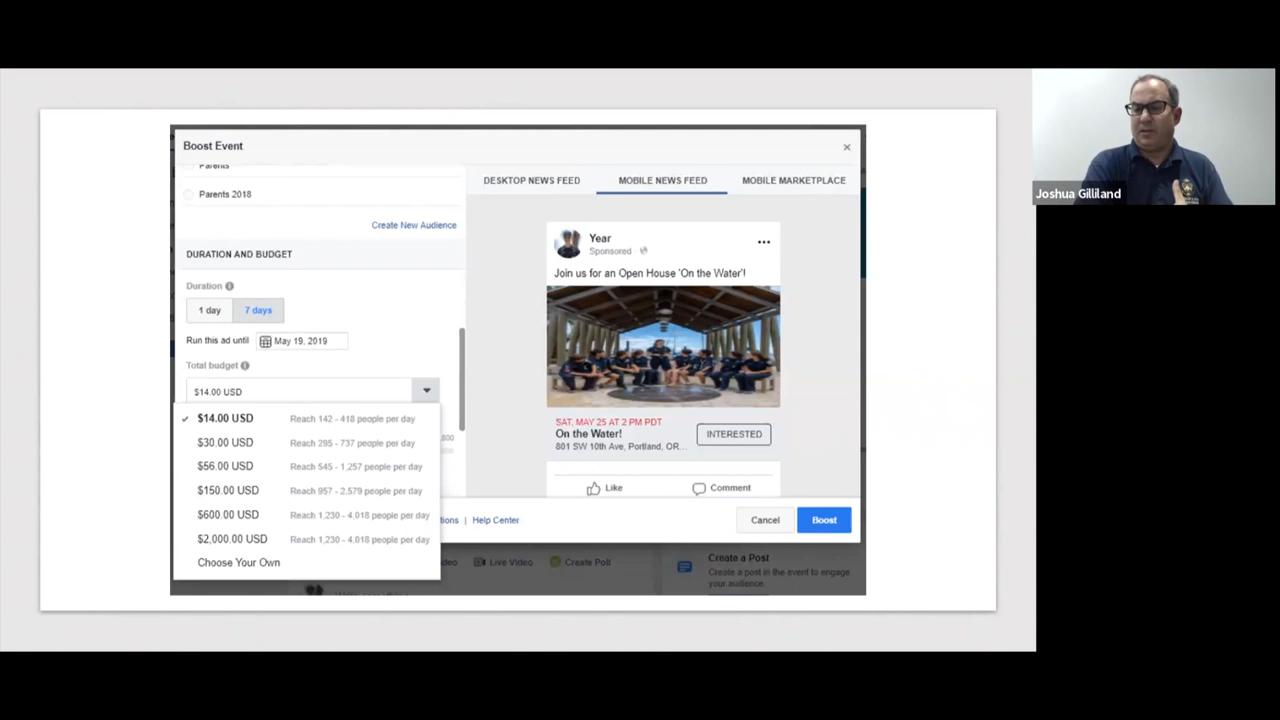 Boost Event
×
Parents
Parents 2018
Create New Audience
DURATION AND BUDGET
Duration
1 day
7 days
Run this ad until
May 19, 2019
Total budget
$14.00 USD
$14.00 USD Reach 142 - 418 people per day
$30.00 USD Reach 295 - 737 people per day
$56.00 USD Reach 545 - 1,257 people per day
$150.00 USD Reach 957 - 2,579 people per day
$600.00 USD Reach 1,230 - 4,018 people per day
$2,000.00 USD Reach 1,230 - 4,018 people per day
Choose Your Own
DESKTOP NEWS FEED
MOBILE NEWS FEED
MOBILE MARKETPLACE
Year
Sponsored
Join us for an Open House 'On the Water'!
SAT, MAY 25 AT 2 PM PDT
On the Water!
801 SW 10th Ave, Portland, OR...
INTERESTED
Like
Comment
| Help Center
Cancel
Boost
Live Video
Create Poll
Create a Post
Create a post in the event to engage
your audience.
Joshua Gilliland